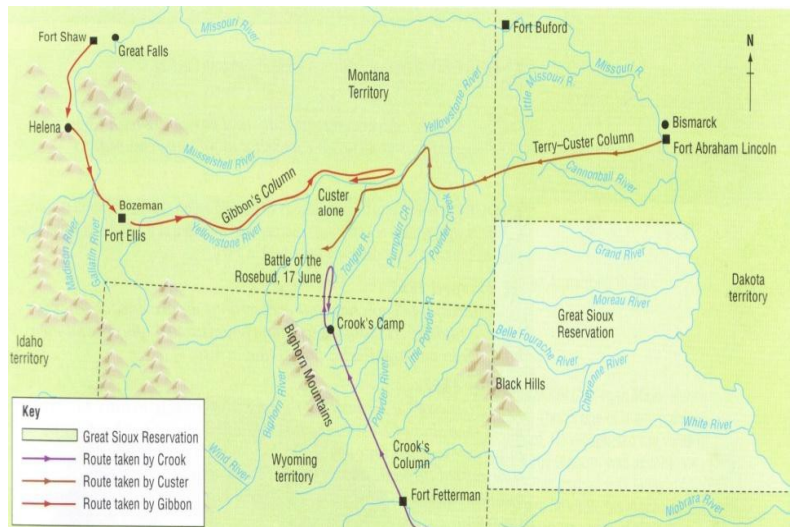 Fort Shaw
Great Falls
Missouri River
Montana
Territory
Fort Buford
Missouri R.
Little Missouri R.
N
Bismarck
Fort Abraham Lincoln
Terry–Custer Column
Cannonball River
Helena
Musselshell River
Yellowstone River
Bozeman
Fort Ellis
Madison River
Gallatin River
Gibbon's Column
Yellowstone River
Custer
alone
Battle of the
Rosebud, 17 June
Tongue R.
Pumpkin Crk
Powder Creek
Little Powder R.
Grand River
Moreau River
Great Sioux
Reservation
Dakota
territory
Idaho
territory
Crook's Camp
Bighorn Mountains
Bighorn River
Powder River
Belle Fourache River
Cheyenne River
Black Hills
White River
Wind River
Wyoming
territory
Crook's
Column
Fort Fetterman
Niobrara River
Key
Great Sioux Reservation
Route taken by Crook
Route taken by Custer
Route taken by Gibbon